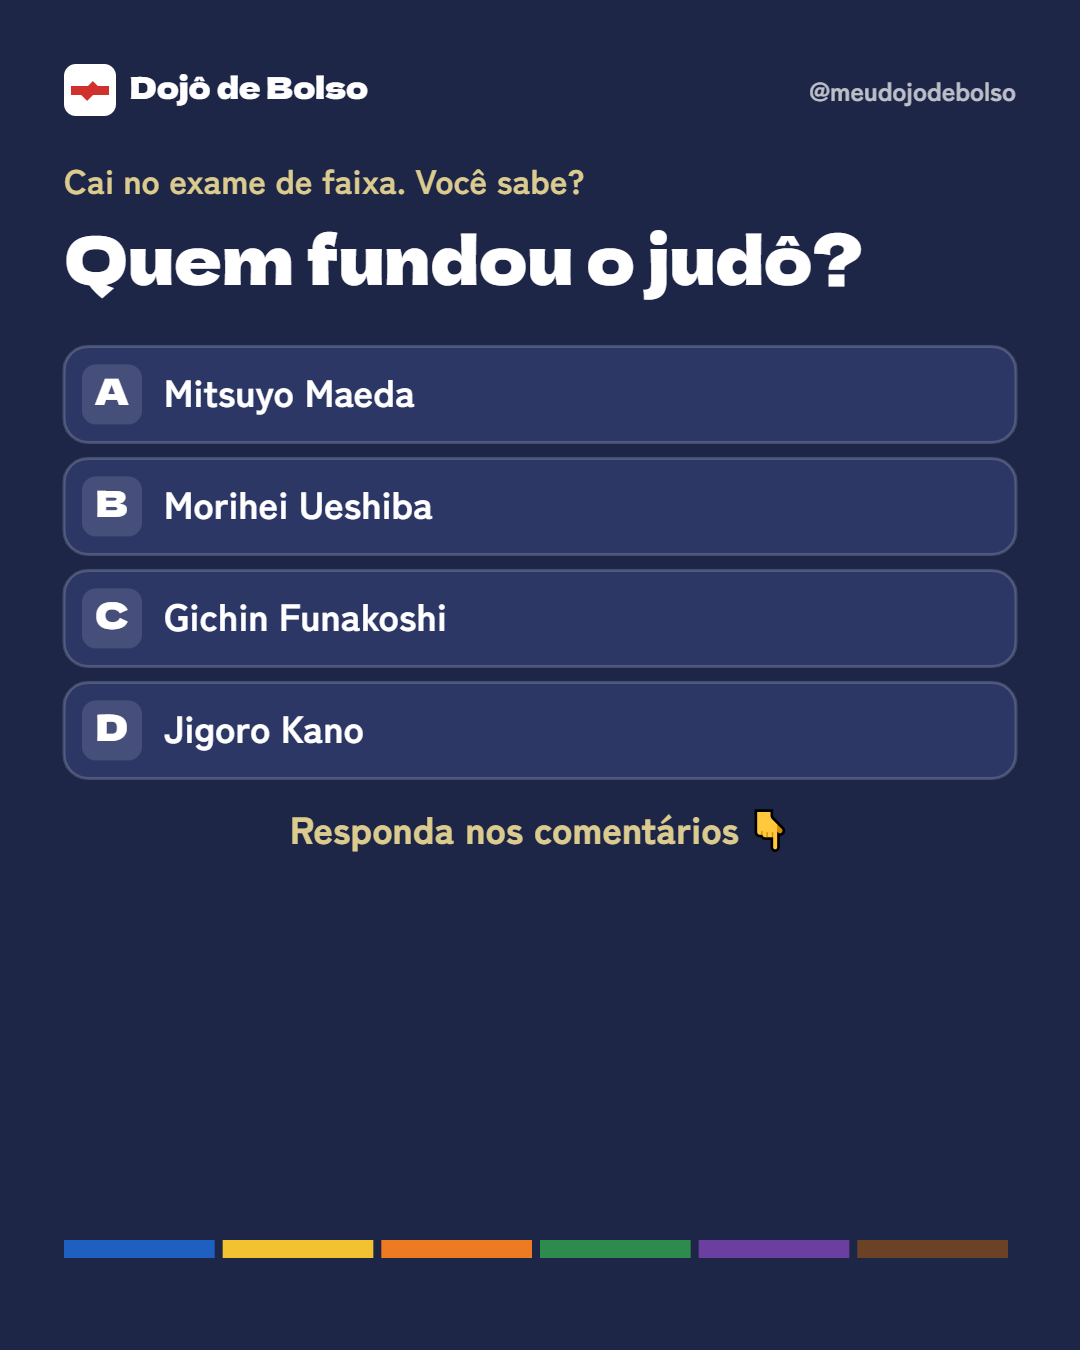 Dojô de Bolso
@meudojodebolso
Cai no exame de faixa. Você sabe?
Quem fundou o judô?
A Mitsuyo Maeda
B Morihei Ueshiba
C Gichin Funakoshi
D Jigoro Kano
Responda nos comentários 👇